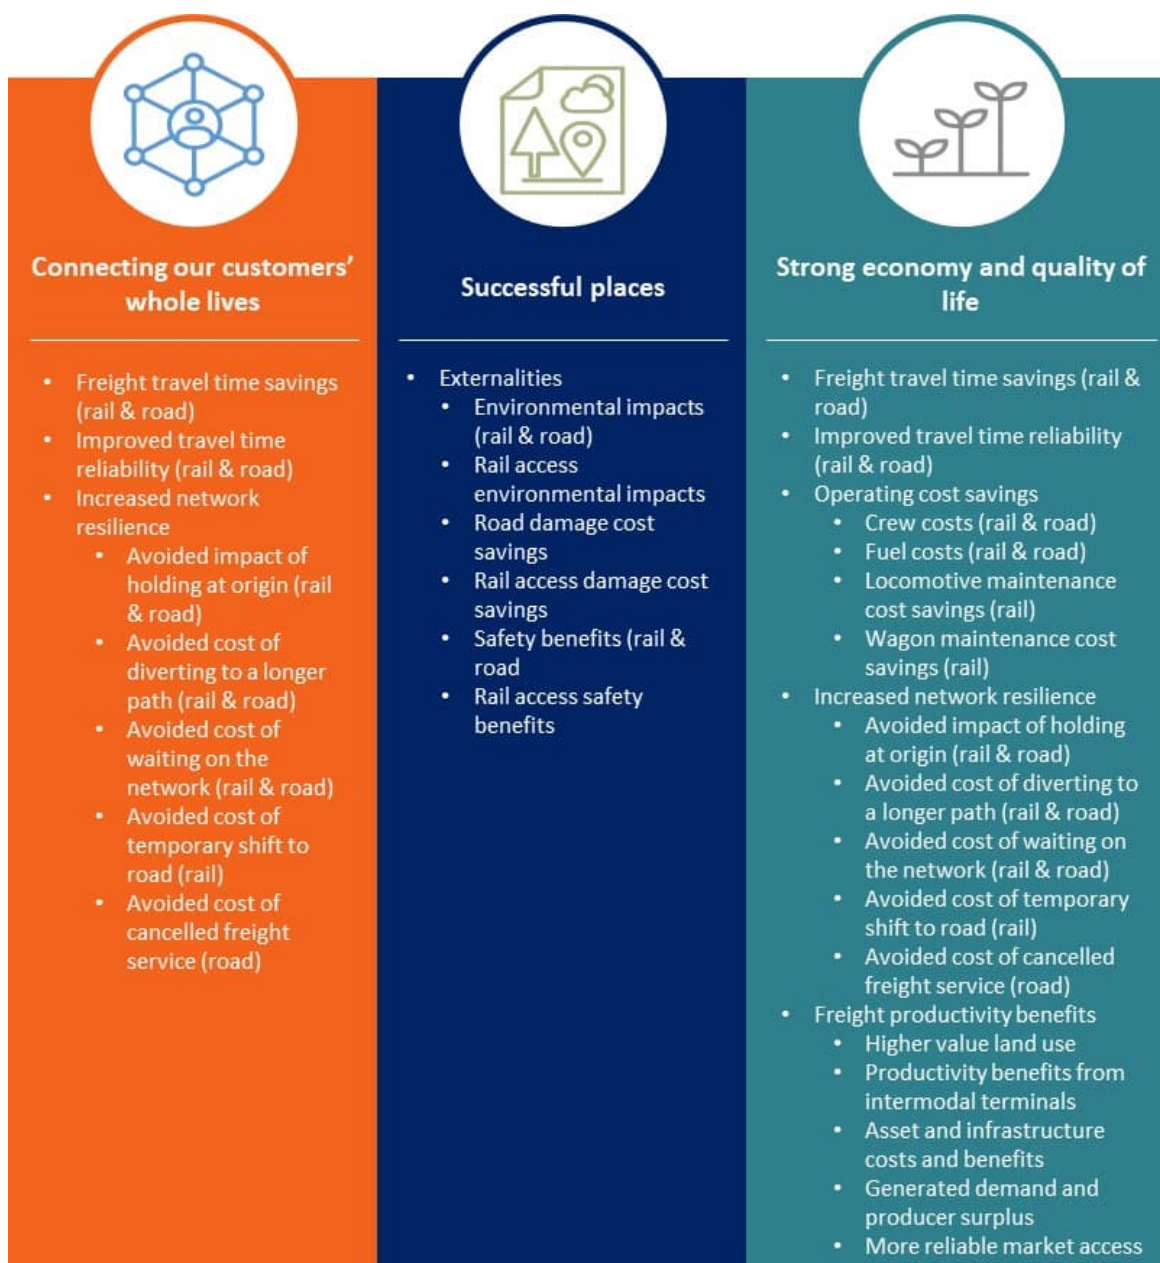 Connecting our customers'
whole lives
• Freight travel time savings
(rail & road)
• Improved travel time
reliability (rail & road)
• Increased network
resilience
• Avoided impact of
holding at origin (rail
& road)
• Avoided cost of
diverting to a longer
path (rail & road)
• Avoided cost of
waiting on the
network (rail & road)
• Avoided cost of
temporary shift to
road (rail)
• Avoided cost of
cancelled freight
service (road)
Successful places
• Externalities
• Environmental impacts
(rail & road)
• Rail access
environmental impacts
• Road damage cost
savings
• Rail access damage cost
savings
• Safety benefits (rail &
road
• Rail access safety
benefits
Strong economy and quality of
life
• Freight travel time savings (rail &
road)
• Improved travel time reliability
(rail & road)
• Operating cost savings
• Crew costs (rail & road)
• Fuel costs (rail & road)
• Locomotive maintenance
cost savings (rail)
• Wagon maintenance cost
savings (rail)
• Increased network resilience
• Avoided impact of holding
at origin (rail & road)
• Avoided cost of diverting to
a longer path (rail & road)
• Avoided cost of waiting on
the network (rail & road)
• Avoided cost of temporary
shift to road (rail)
• Avoided cost of cancelled
freight service (road)
• Freight productivity benefits
• Higher value land use
• Productivity benefits from
intermodal terminals
• Asset and infrastructure
costs and benefits
• Generated demand and
producer surplus
• More reliable market access